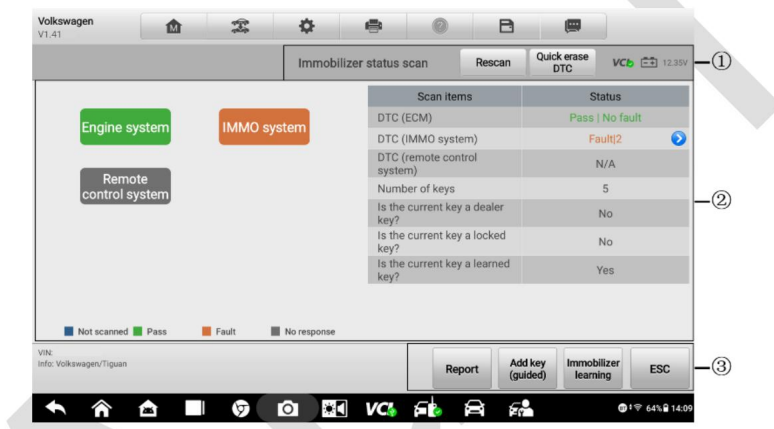 Volkswagen
V1.41
M
?
Immobilizer status scan
Rescan
Quick erase
DTC
VCI
12.35V
①
Engine system
IMMO system
Remote
control system
Scan items Status
DTC (ECM) Pass | No fault
DTC (IMMO system) Fault|2
DTC (remote control
system) N/A
Number of keys 5
Is the current key a dealer
key? No
Is the current key a locked
key? No
Is the current key a learned
key? Yes
②
Not scanned Pass Fault No response
VIN:
Info: Volkswagen/Tiguan
Report
Add key
(guided)
Immobilizer
learning
ESC
③
VCI
64% 14:09